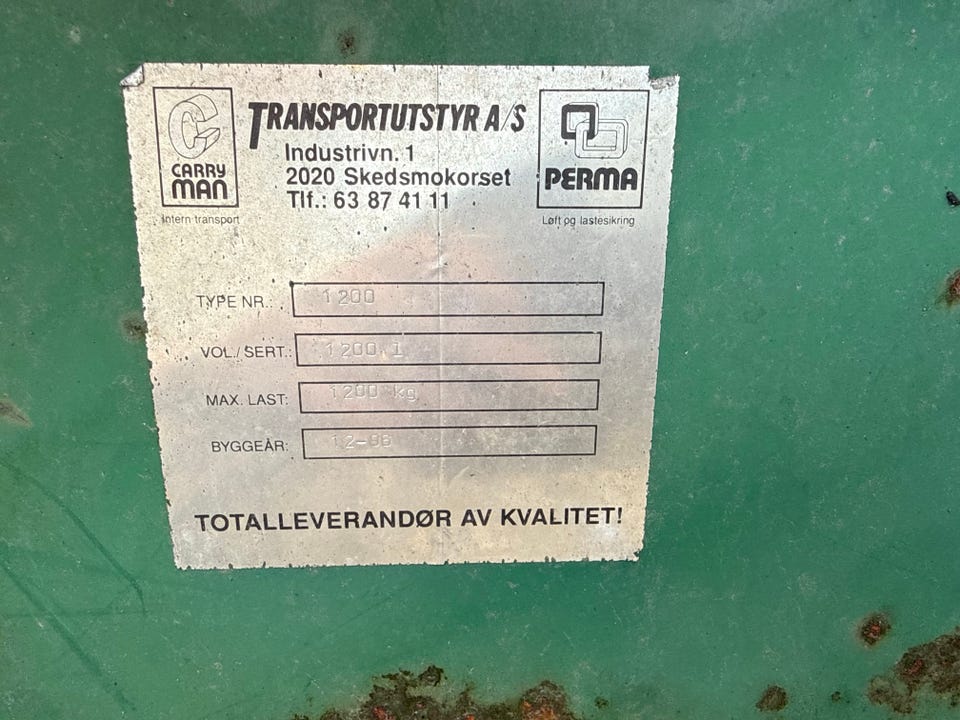 CARRY
MAN
Intern transport
TRANSPORTUTSTYR A/S
Industrivn. 1
2020 Skedsmokorset
Tlf.: 63 87 41 11
PERMA
Løft og lastesikring
TYPE NR.: 1200
VOL./SERT.: 1200 l
MAX. LAST: 1200 kg
BYGGEÅR:
TOTALLEVERANDØR AV KVALITET!